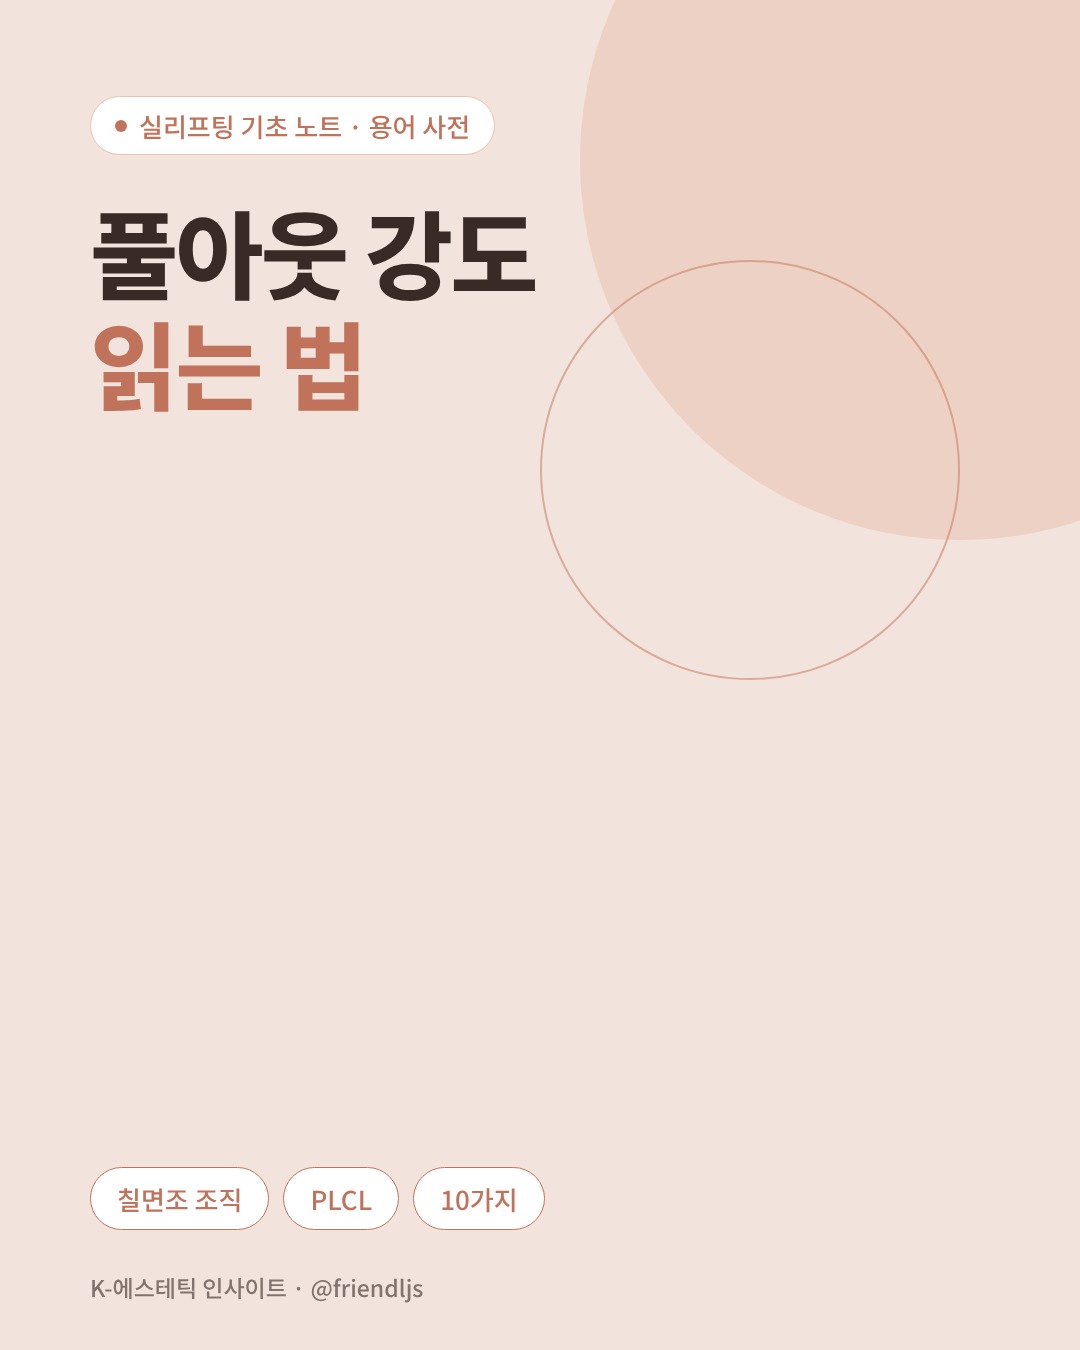 실리프팅 기초 노트 · 용어 사전
풀아웃 강도
읽는 법
칠면조 조직
PLCL
10가지
K-에스테틱 인사이트 · @friendljs